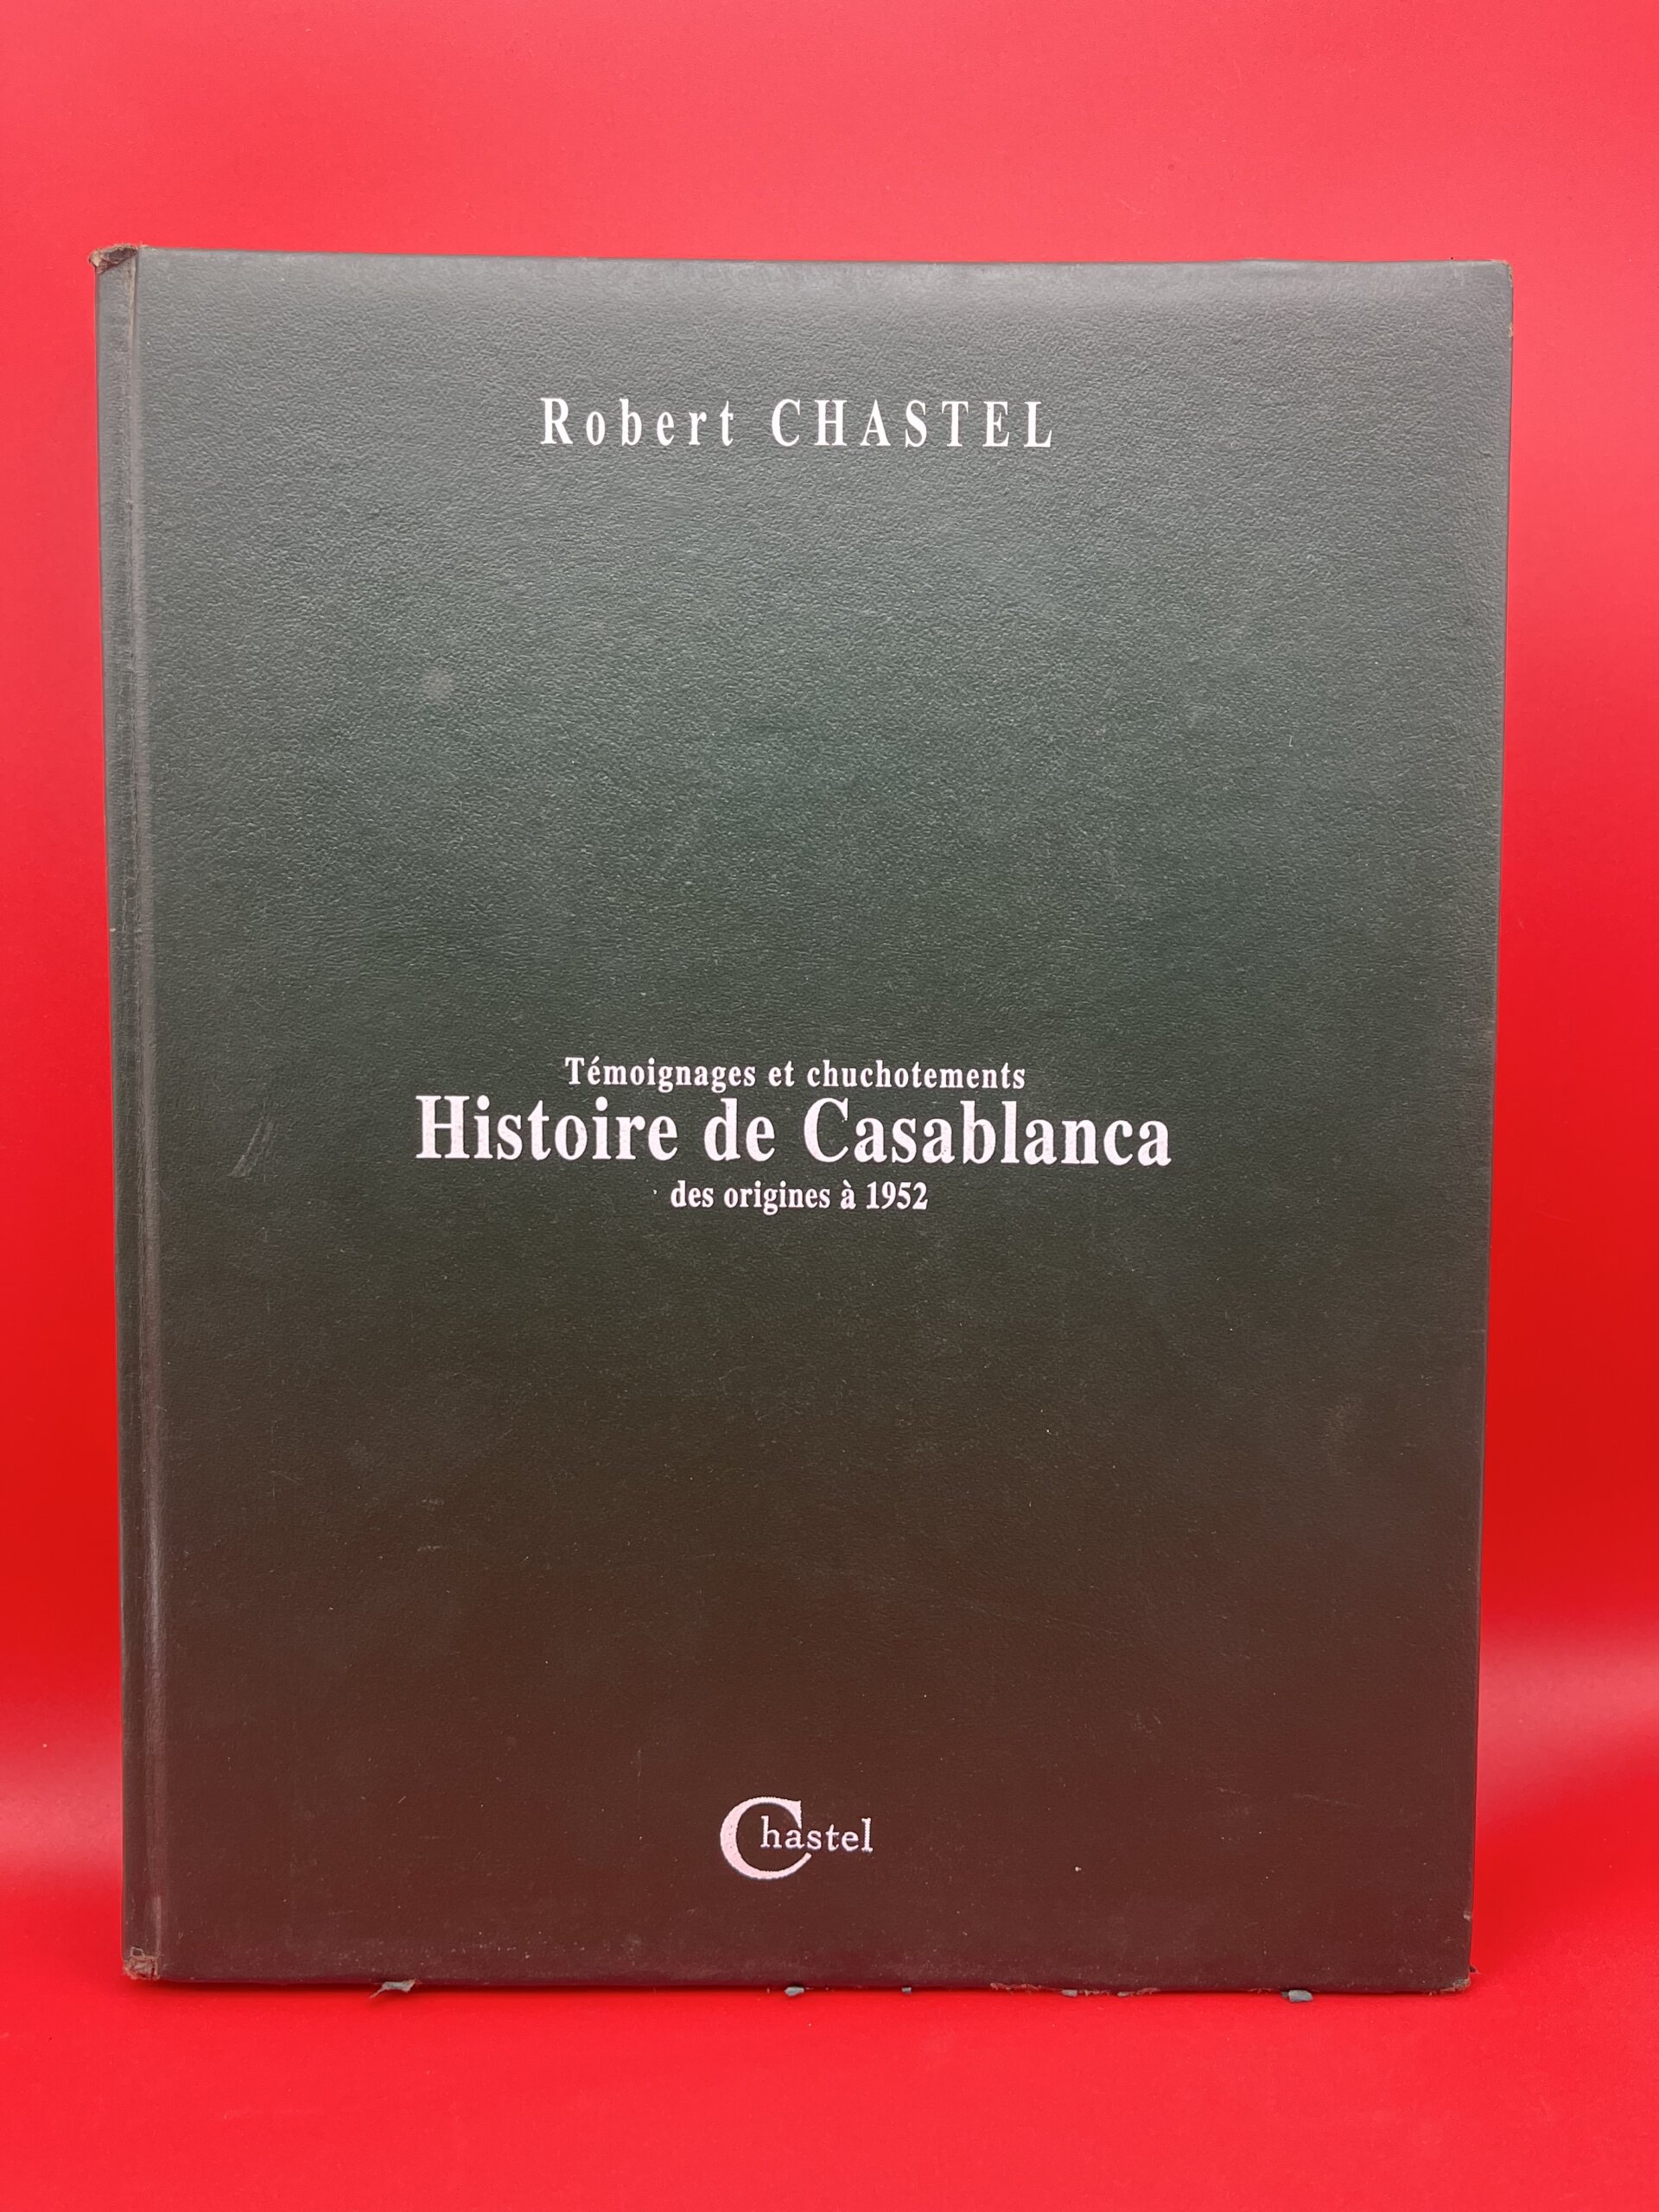 Robert CHASTEL
Témoignages et chuchotements
Histoire de Casablanca
des origines à 1952
Chastel